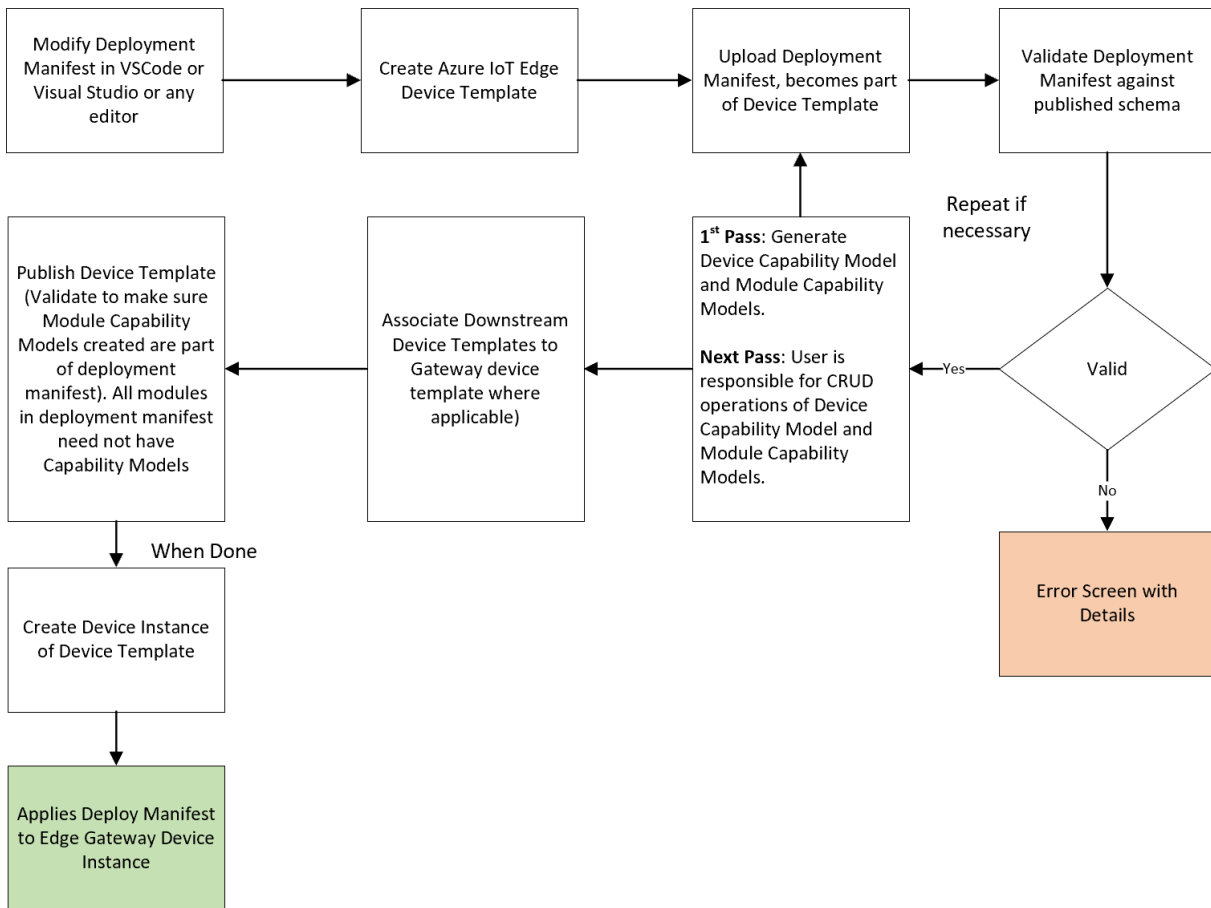 Modify Deployment
Manifest in VSCode or
Visual Studio or any
editor
Create Azure IoT Edge
Device Template
Upload Deployment
Manifest, becomes part
of Device Template
Validate Deployment
Manifest against
published schema
Repeat if
necessary
Valid
Yes
No
Error Screen with
Details
1st Pass: Generate
Device Capability Model
and Module Capability
Models.
Next Pass: User is
responsible for CRUD
operations of Device
Capability Model and
Module Capability
Models.
Associate Downstream
Device Templates to
Gateway device
template where
applicable)
Publish Device Template
(Validate to make sure
Module Capability
Models created are part
of deployment
manifest). All modules
in deployment manifest
need not have
Capability Models
When Done
Create Device Instance
of Device Template
Applies Deploy Manifest
to Edge Gateway Device
Instance